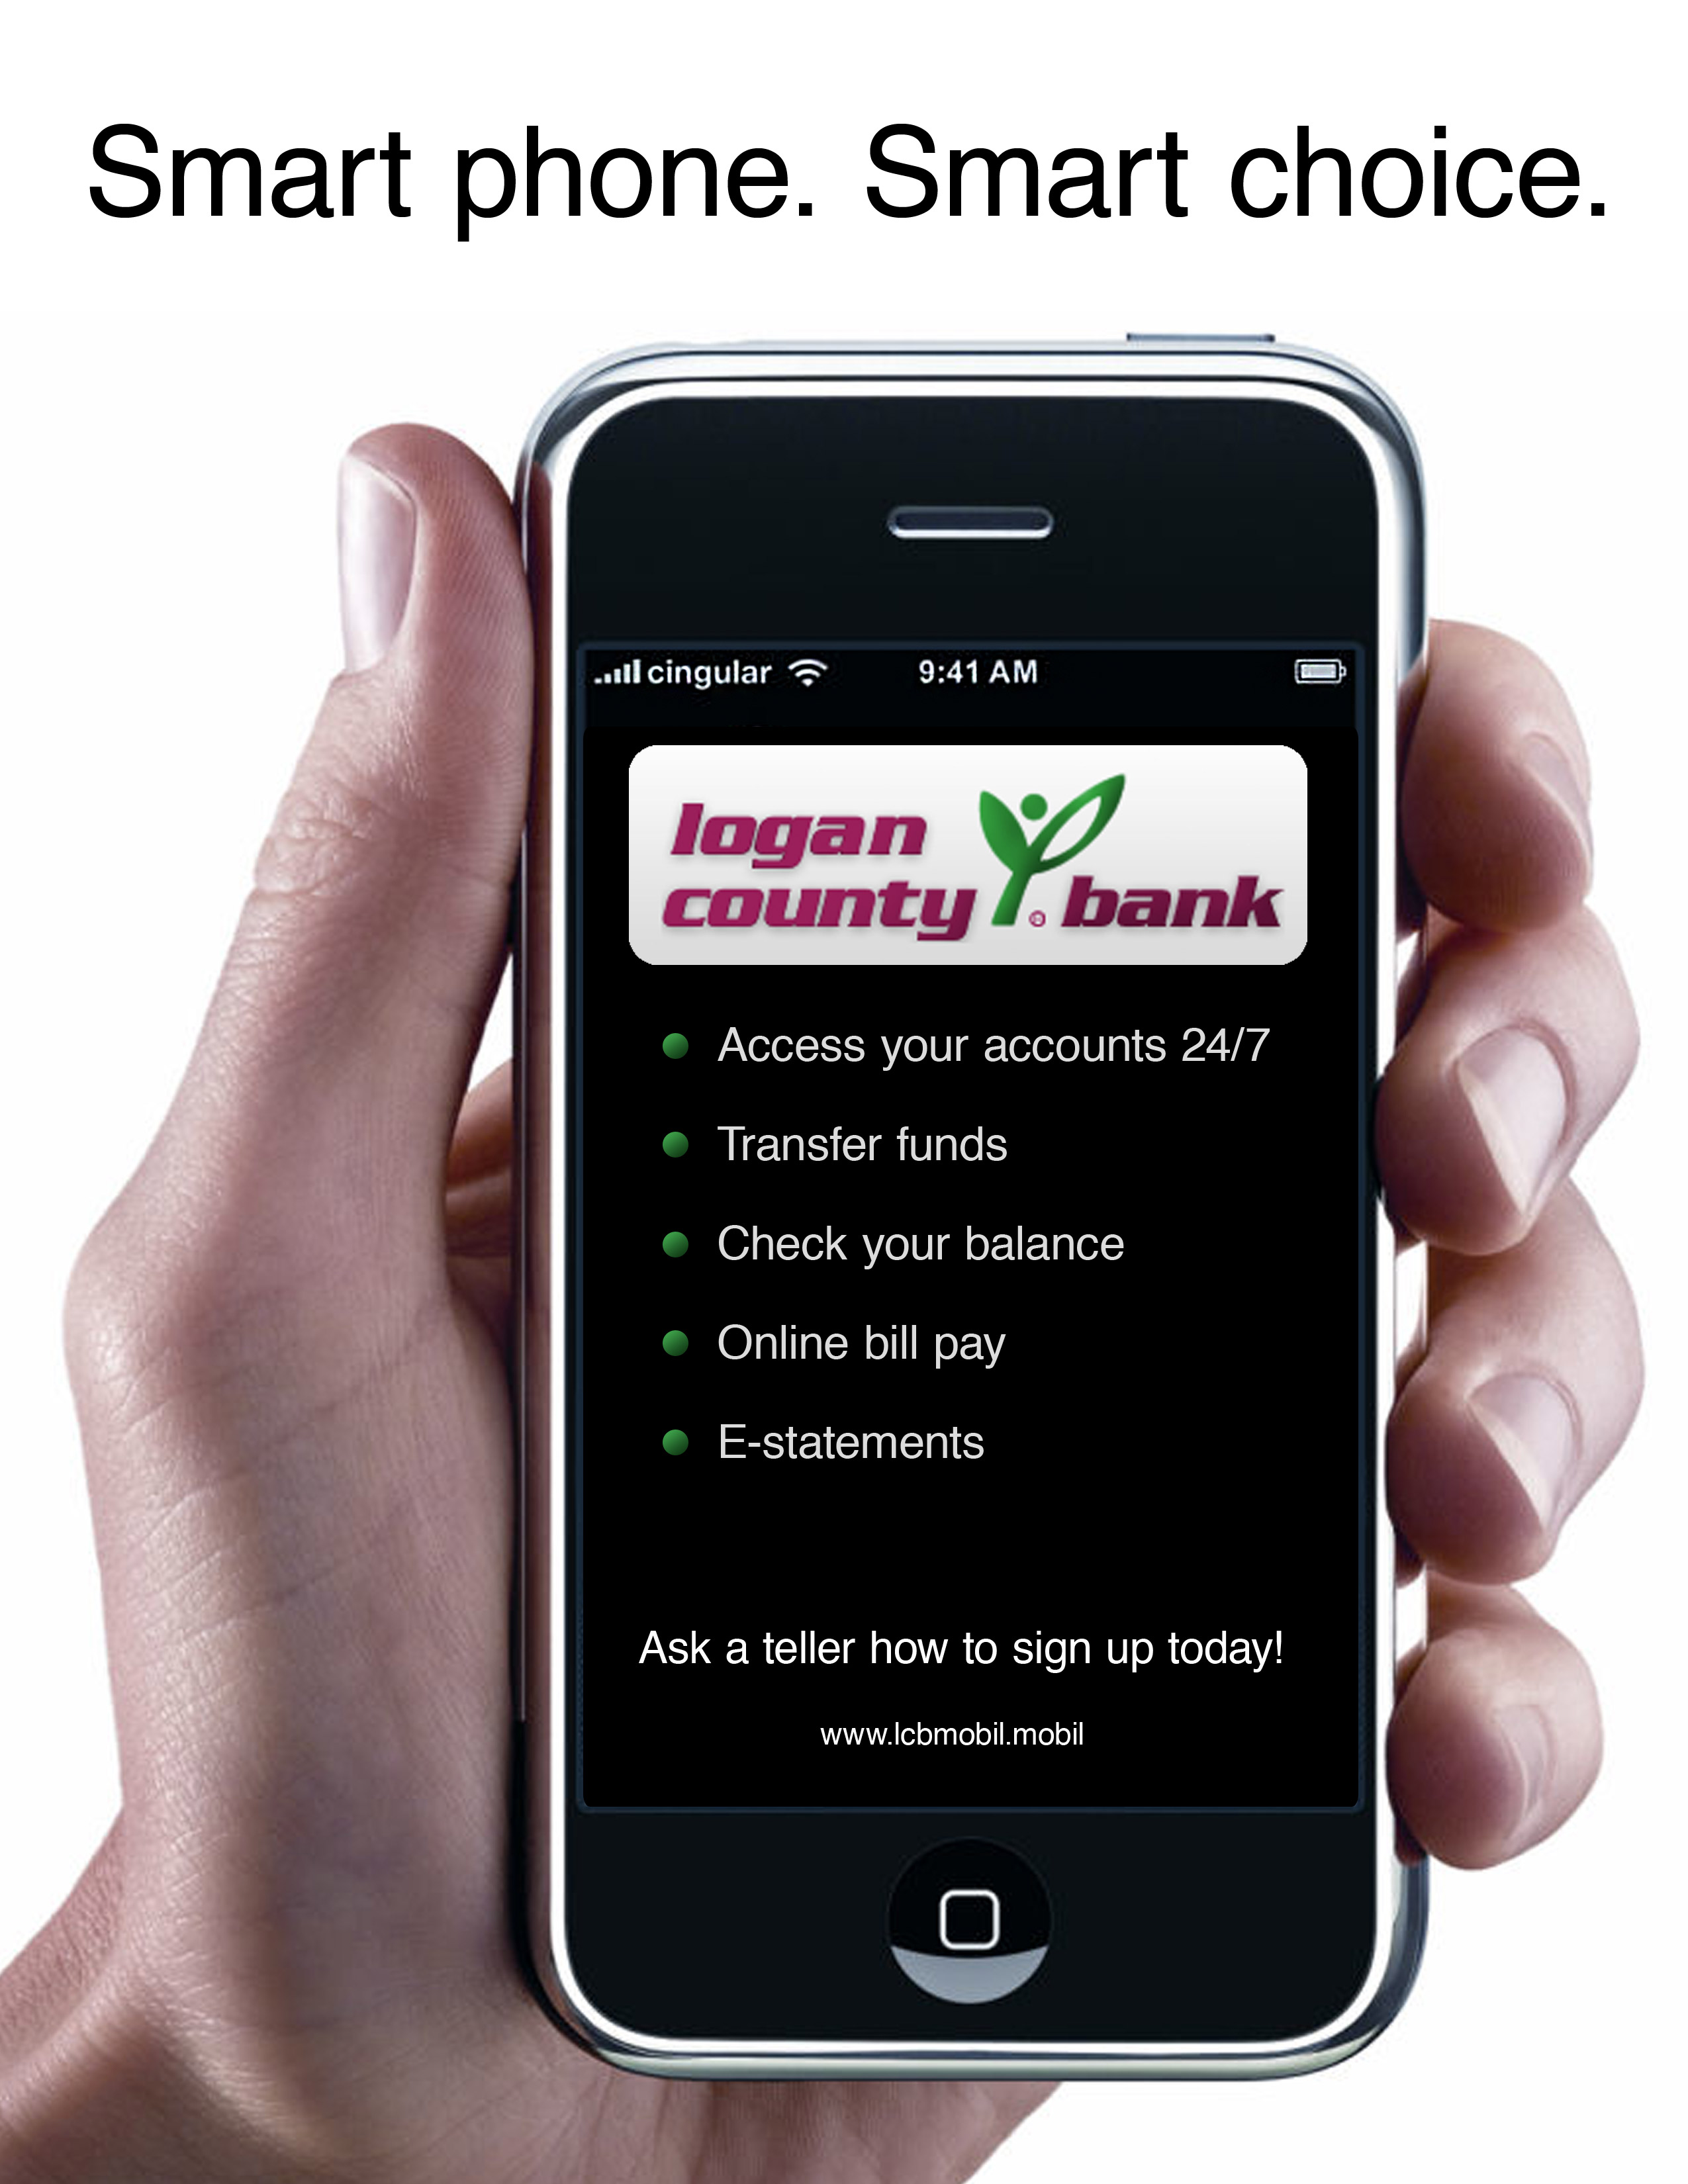 Smart phone. Smart choice.
cingular 9:41 AM
logan
county bank
Access your accounts 24/7
Transfer funds
Check your balance
Online bill pay
E-statements
Ask a teller how to sign up today!
www.lcbmobil.mobil